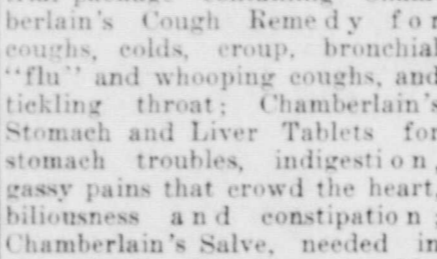 berlain's Cough Remedy for
coughs, colds, croup, bronchial
"flu" and whooping coughs, and
tickling throat; Chamberlain's
Stomach and Liver Tablets for
stomach troubles, indigestion,
gassy pains that crowd the heart,
biliousness and constipation;
Chamberlain's Salve, needed in